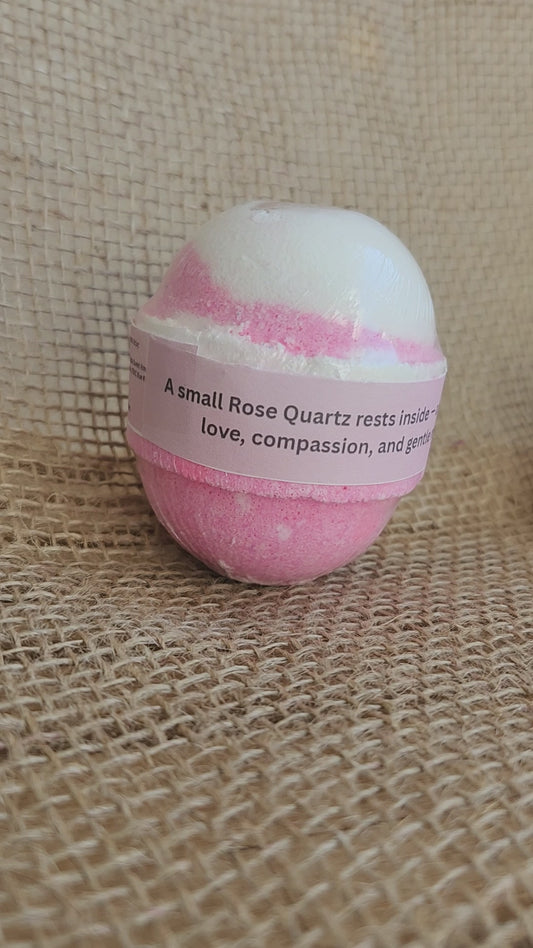 A small Rose Quartz rests inside –
love, compassion, and gentle